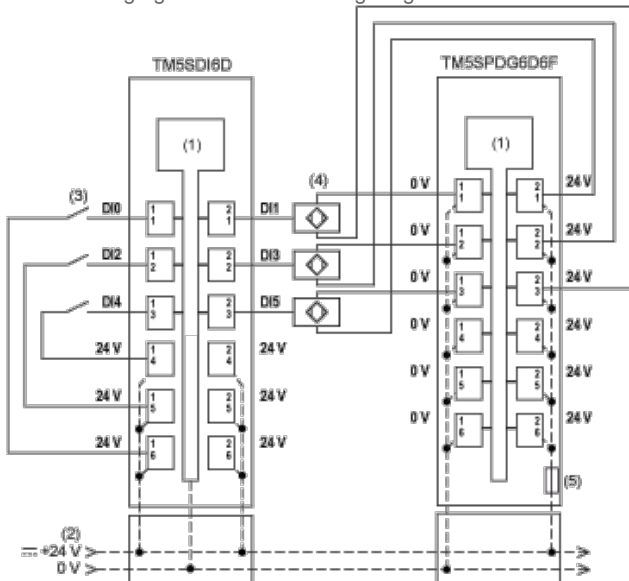 TM5SDI6D
TM5SPDG6D6F
(1)
(1)
(3)
(4)
DI0
1 1
2 1
DI1
0 V
1 1
2 1
24 V
DI2
1 2
2 2
DI3
0 V
1 2
2 2
24 V
DI4
1 3
2 3
DI5
0 V
1 3
2 3
24 V
24 V
1 4
2 4
24 V
0 V
1 4
2 4
24 V
24 V
1 5
2 5
24 V
0 V
1 5
2 5
24 V
24 V
1 6
2 6
24 V
0 V
1 6
2 6
24 V
(5)
(2)
+24 V
0 V